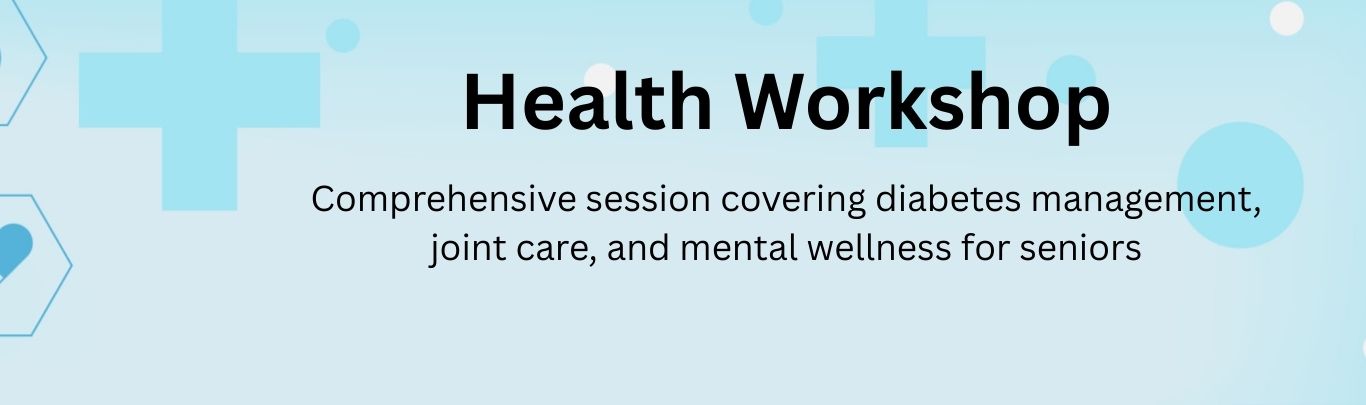 Health Workshop
Comprehensive session covering diabetes management,
joint care, and mental wellness for seniors